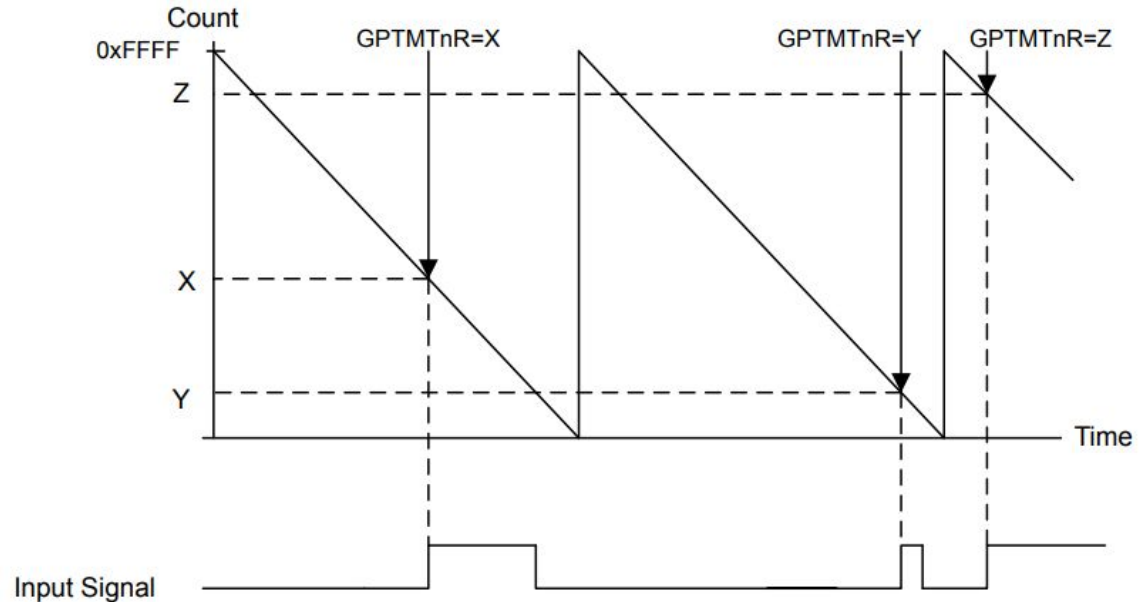 Count
0xFFFF
GPTMTnR=X
GPTMTnR=Y
GPTMTnR=Z
Z
X
Y
Time
Input Signal